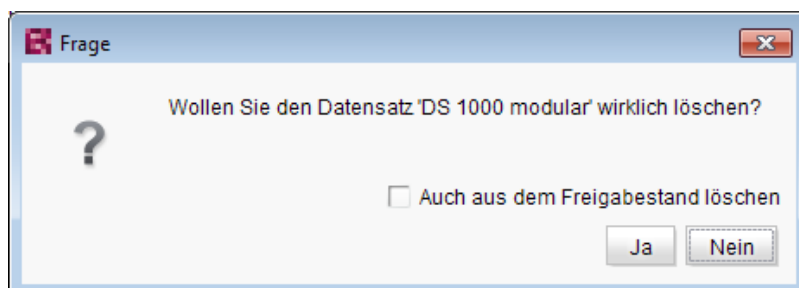 Frage
?
Wollen Sie den Datensatz 'DS 1000 modular' wirklich löschen?
Auch aus dem Freigabestand löschen
Ja Nein